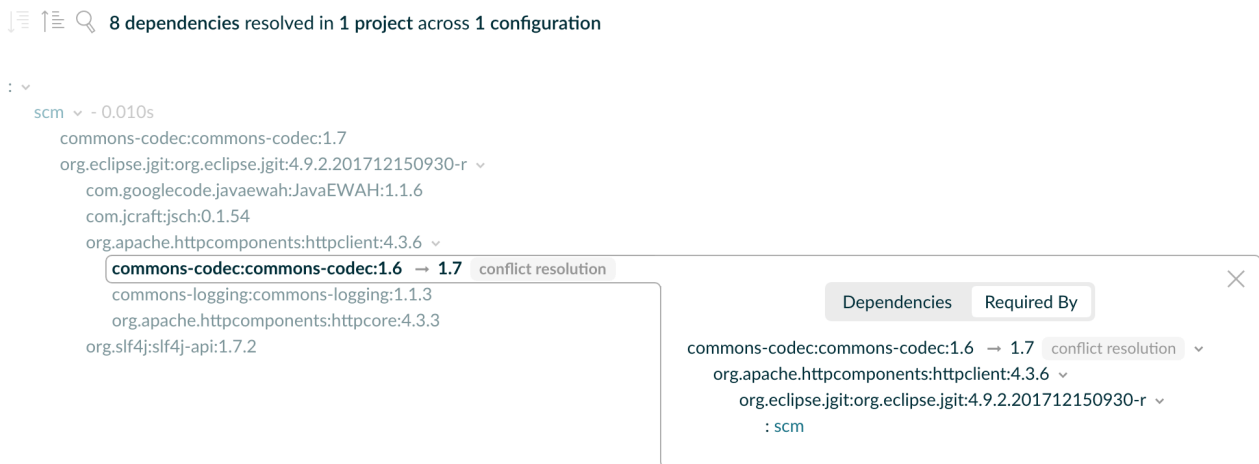 8 dependencies resolved in 1 project across 1 configuration
:
scm - 0.010s
commons-codec:commons-codec:1.7
org.eclipse.jgit:org.eclipse.jgit:4.9.2.201712150930-r
com.googlecode.javaewah:JavaEWAH:1.1.6
com.jcraft:jsch:0.1.54
org.apache.httpcomponents:httpclient:4.3.6
commons-codec:commons-codec:1.6 → 1.7 conflict resolution
commons-logging:commons-logging:1.1.3
org.apache.httpcomponents:httpcore:4.3.3
org.slf4j:slf4j-api:1.7.2
Dependencies Required By
commons-codec:commons-codec:1.6 → 1.7 conflict resolution
org.apache.httpcomponents:httpclient:4.3.6
org.eclipse.jgit:org.eclipse.jgit:4.9.2.201712150930-r
: scm